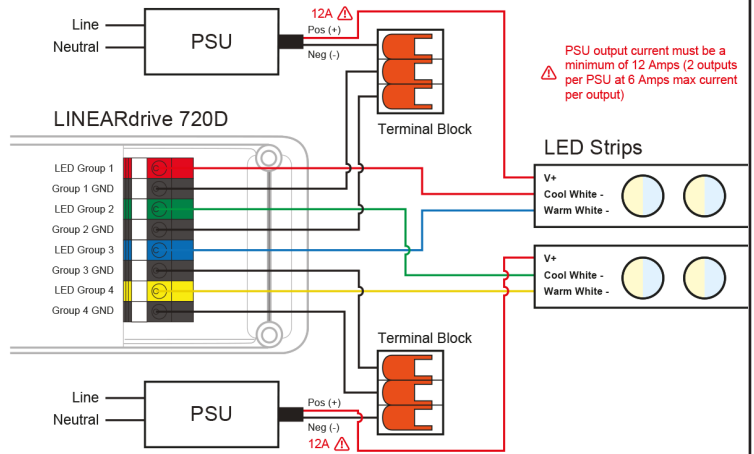 Line
Neutral
PSU
12A
Pos (+)
Neg (-)
Terminal Block
PSU output current must be a
minimum of 12 Amps (2 outputs
per PSU at 6 Amps max current
per output)
LINEARdrive 720D
LED Group 1
Group 1 GND
LED Group 2
Group 2 GND
LED Group 3
Group 3 GND
LED Group 4
Group 4 GND
LED Strips
V+
Cool White -
Warm White -
V+
Cool White -
Warm White -
Terminal Block
Line
Neutral
PSU
Pos (+)
Neg (-)
12A